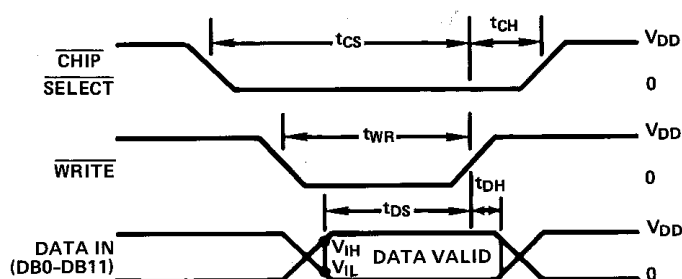 tCS
tCH
VDD
CHIP
SELECT
0
tWR
VDD
WRITE
tDH
0
tDS
VDD
DATA IN
(DB0-DB11)
VIH
DATA VALID
VIL
0